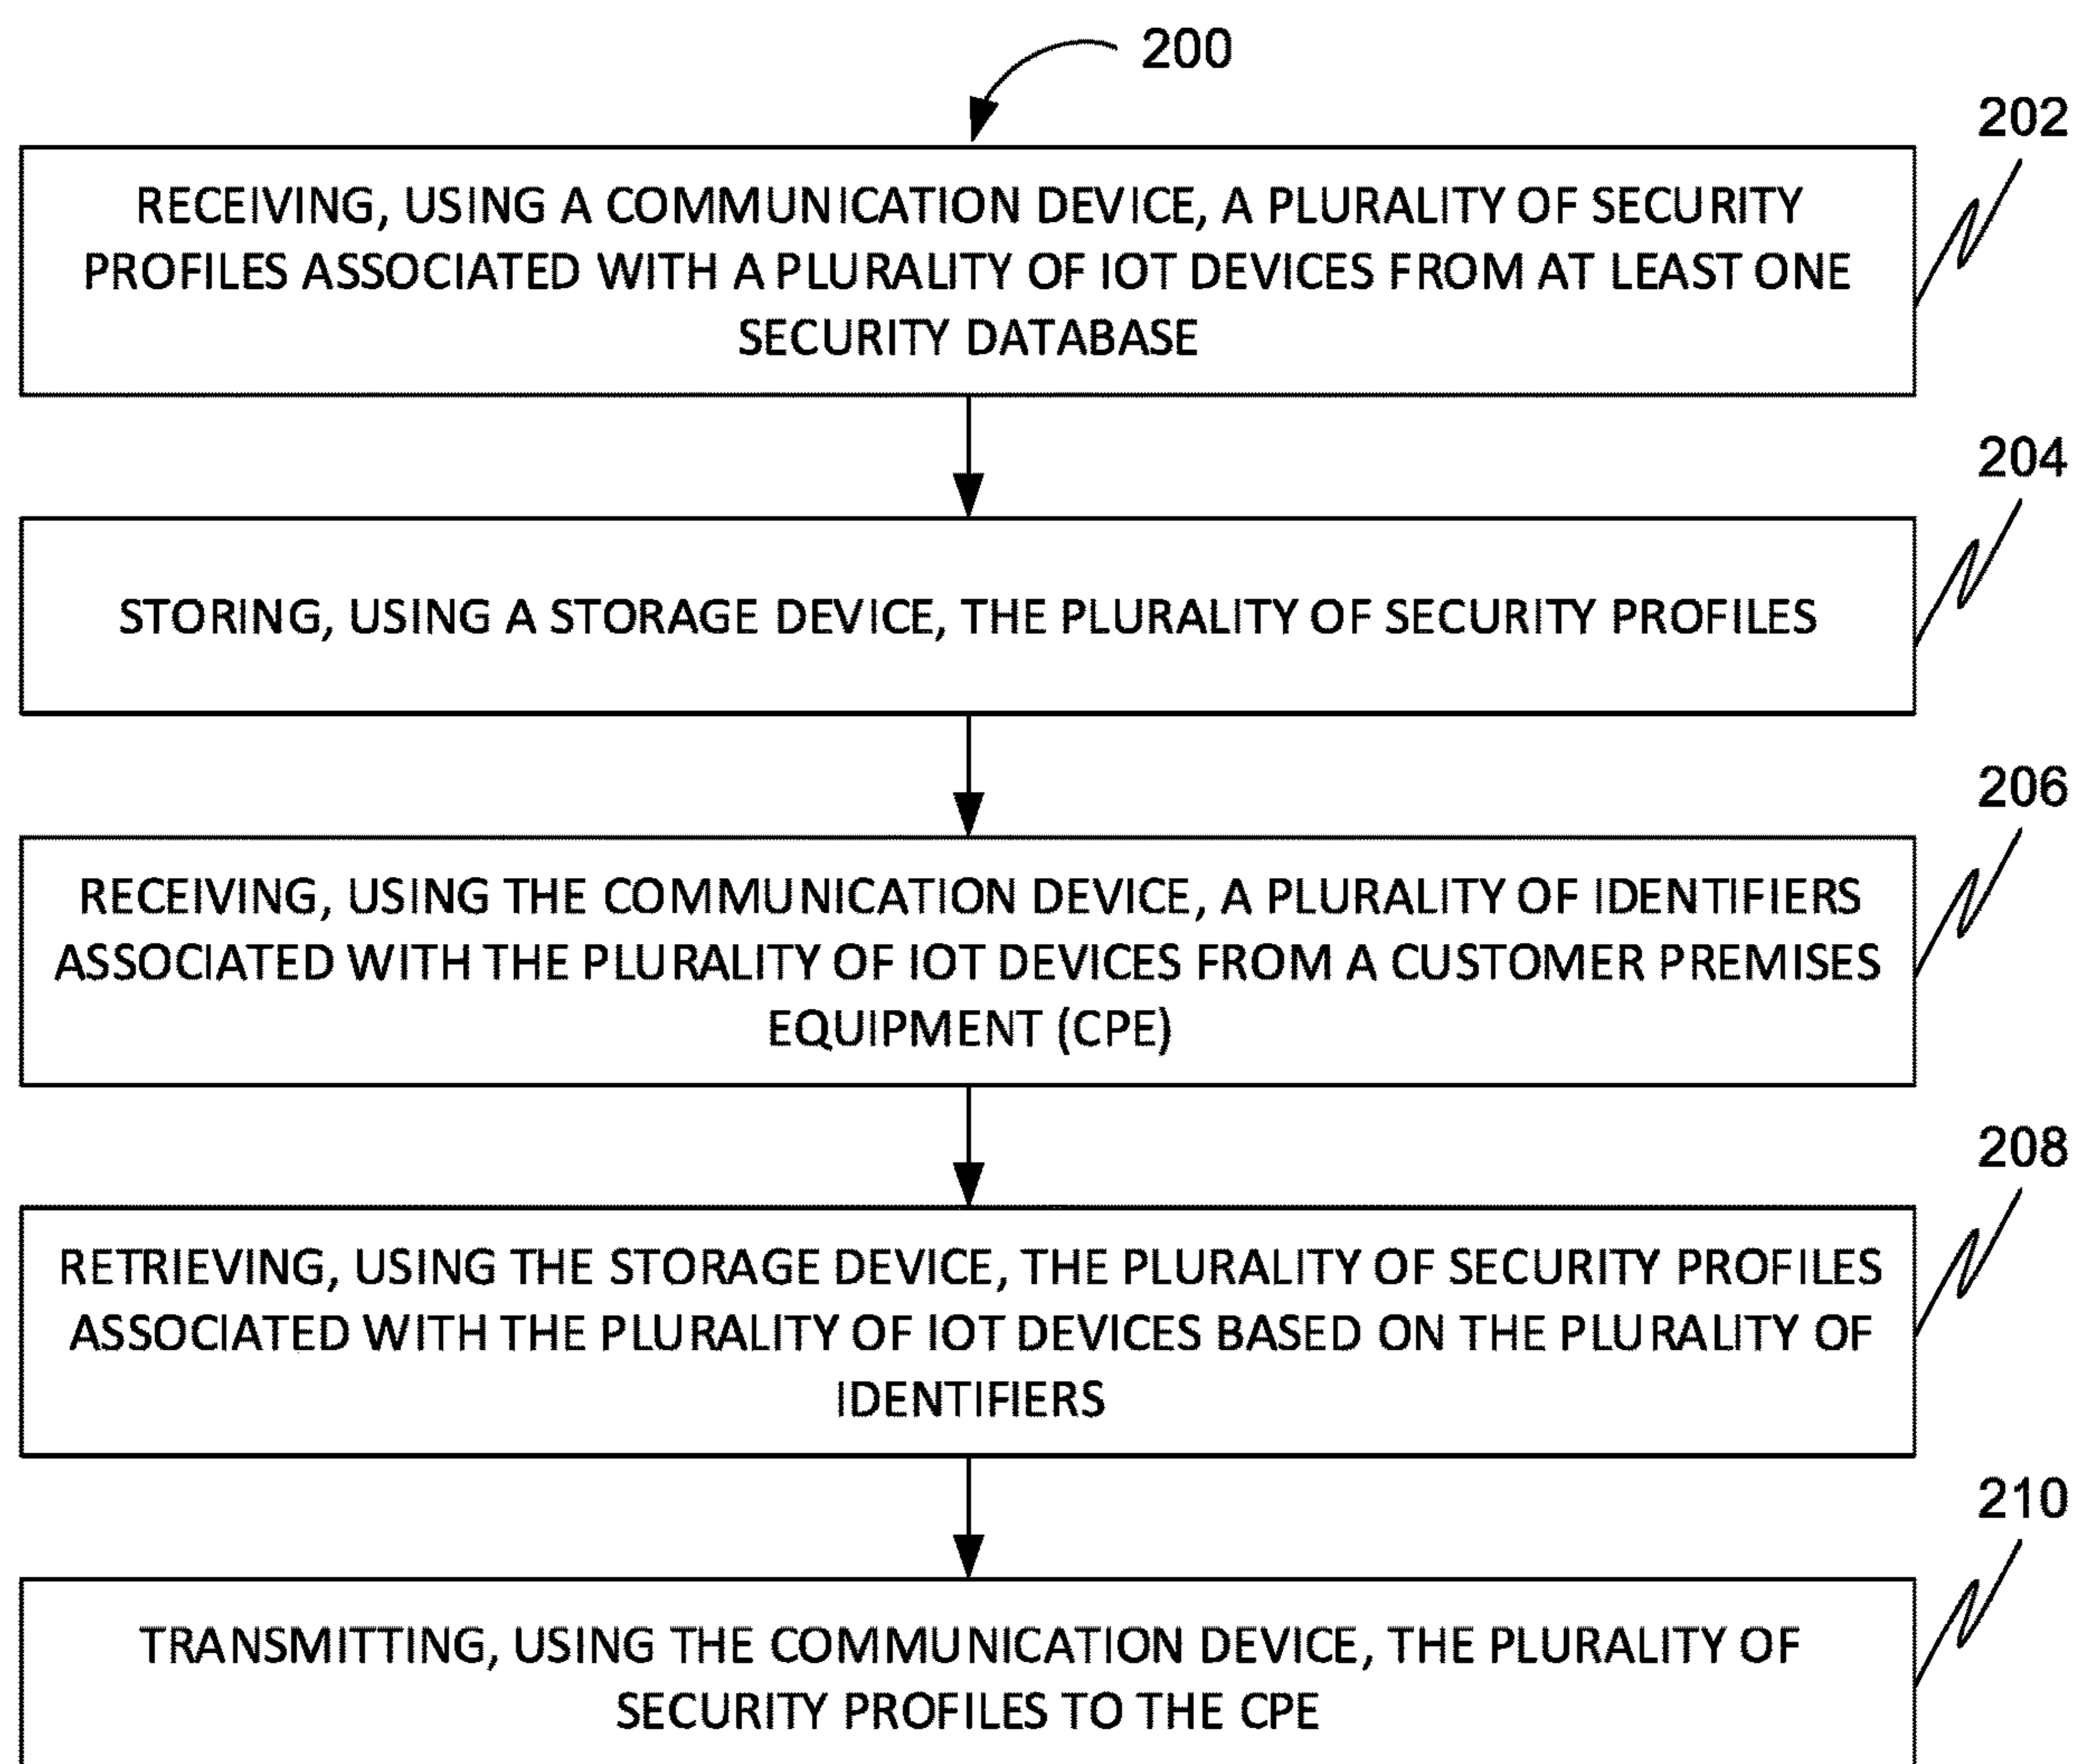 200
202
RECEIVING, USING A COMMUNICATION DEVICE, A PLURALITY OF SECURITY
PROFILES ASSOCIATED WITH A PLURALITY OF IOT DEVICES FROM AT LEAST ONE
SECURITY DATABASE
204
STORING, USING A STORAGE DEVICE, THE PLURALITY OF SECURITY PROFILES
206
RECEIVING, USING THE COMMUNICATION DEVICE, A PLURALITY OF IDENTIFIERS
ASSOCIATED WITH THE PLURALITY OF IOT DEVICES FROM A CUSTOMER PREMISES
EQUIPMENT (CPE)
208
RETRIEVING, USING THE STORAGE DEVICE, THE PLURALITY OF SECURITY PROFILES
ASSOCIATED WITH THE PLURALITY OF IOT DEVICES BASED ON THE PLURALITY OF
IDENTIFIERS
210
TRANSMITTING, USING THE COMMUNICATION DEVICE, THE PLURALITY OF
SECURITY PROFILES TO THE CPE